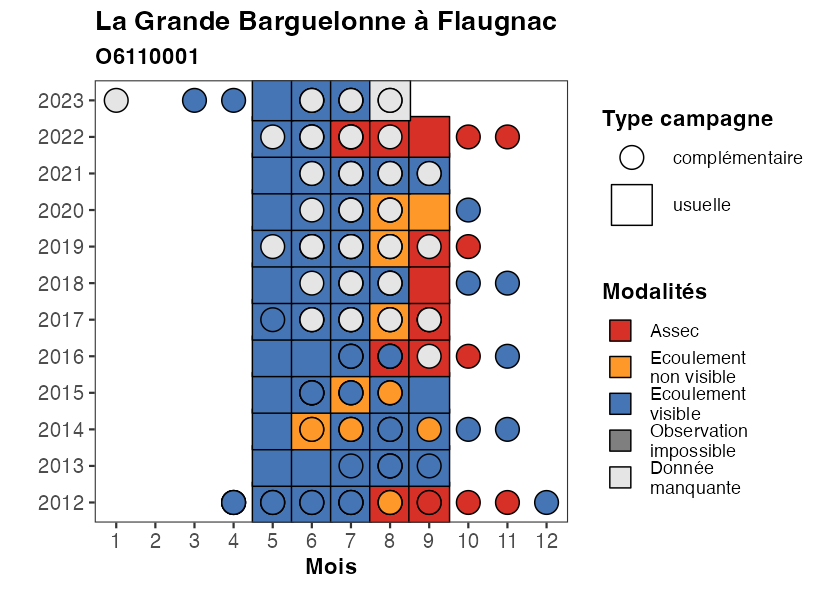 La Grande Barguelonne à Flaugnac
O6110001
2023
2022
2021
2020
2019
2018
2017
2016
2015
2014
2013
2012
1 2 3 4 5 6 7 8 9 10 11 12
Mois
Type campagne
complémentaire
usuelle
Modalités
Assec
Ecoulement
non visible
Ecoulement
visible
Observation
impossible
Donnée
manquante